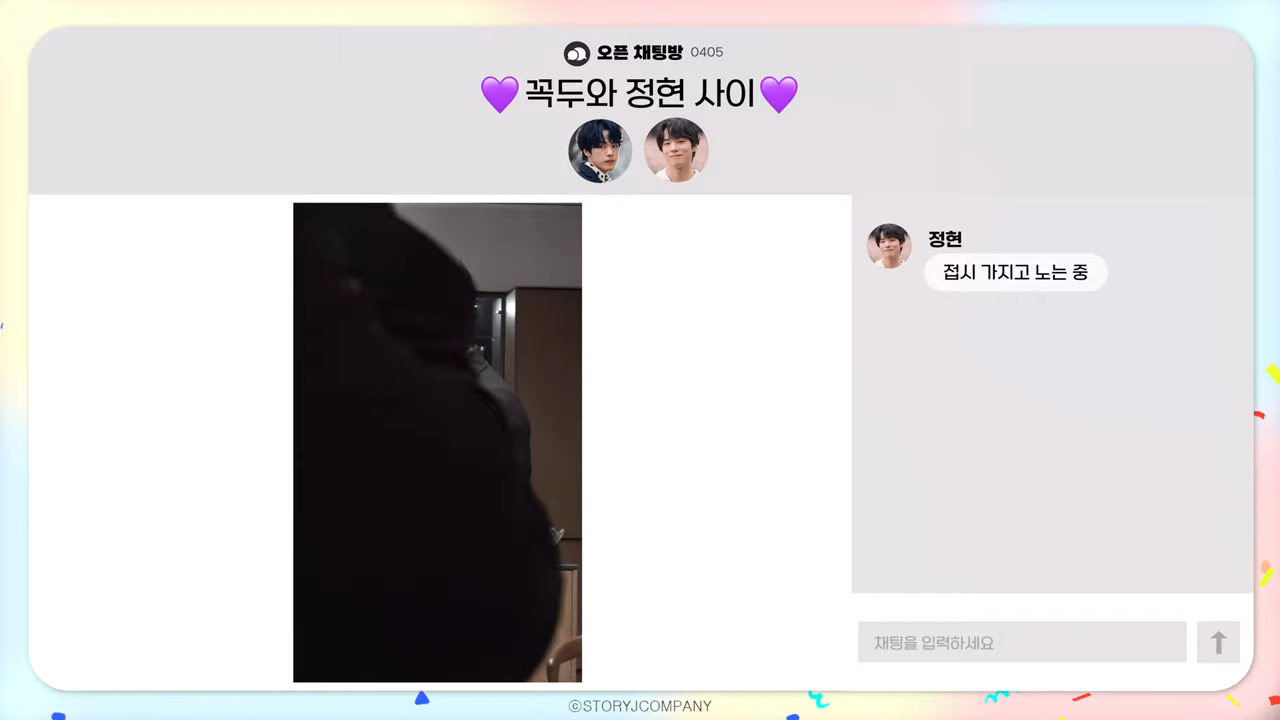 오픈 채팅방 0405
💜꼭두와 정현 사이💜
정현
접시 가지고 노는 중
채팅을 입력하세요
ⓒSTORYJCOMPANY